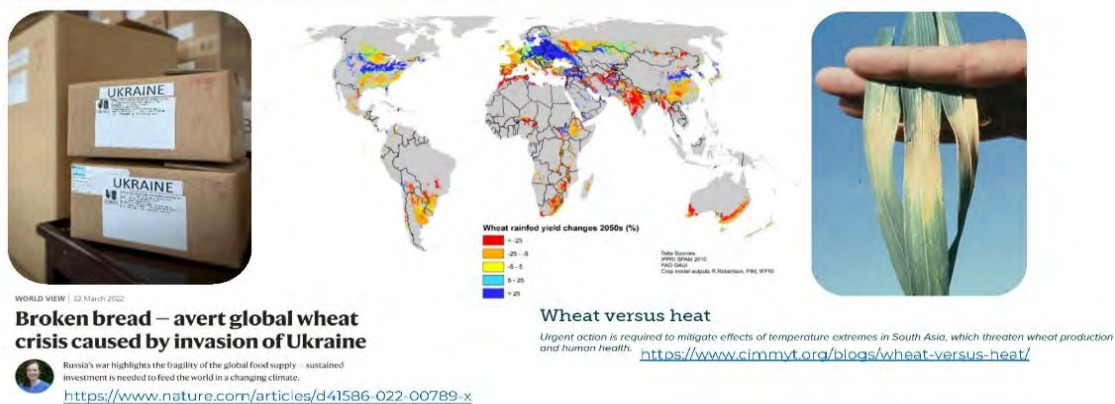 UKRAINE
UKRAINE
Wheat rainfed yield changes 2050s (%)
< -25
-25 - -5
-5 - 5
5 - 25
> 25
Data Sources
IFPRI SPAM 2010
FAO GAUL
Crop model outputs R Robertson, FIMI, IFPRI
WORLD VIEW | 22 March 2022
Broken bread — avert global wheat
crisis caused by invasion of Ukraine
Russia's war highlights the fragility of the global food supply — sustained
investment is needed to feed the world in a changing climate.
https://www.nature.com/articles/d41586-022-00789-x
Wheat versus heat
Urgent action is required to mitigate effects of temperature extremes in South Asia, which threaten wheat production
and human health. https://www.cimmyt.org/blogs/wheat-versus-heat/